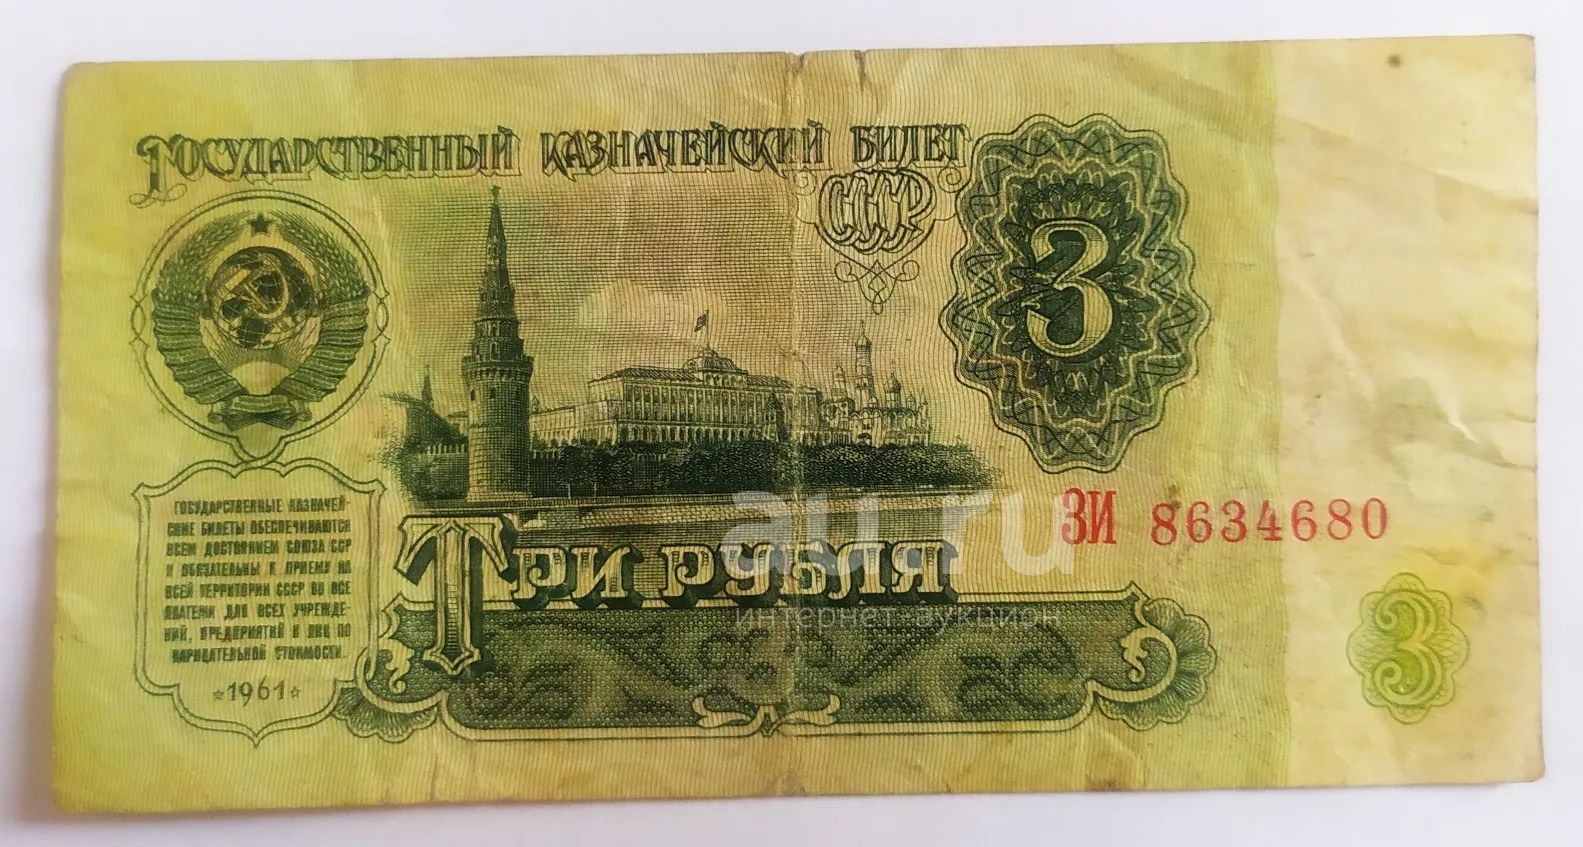 Государственный казначейский билет
СССР
3
Государственные казначей-
ские билеты обеспечиваются
всем достоянием Союза ССР
и обязательны к приему на
всей территории СССР во все
платежи для всех учрежде-
ний, предприятий и лиц по
нарицательной стоимости.
1961
Три рубля
ЗИ 8634680
3
au.ru
интернет-аукцион